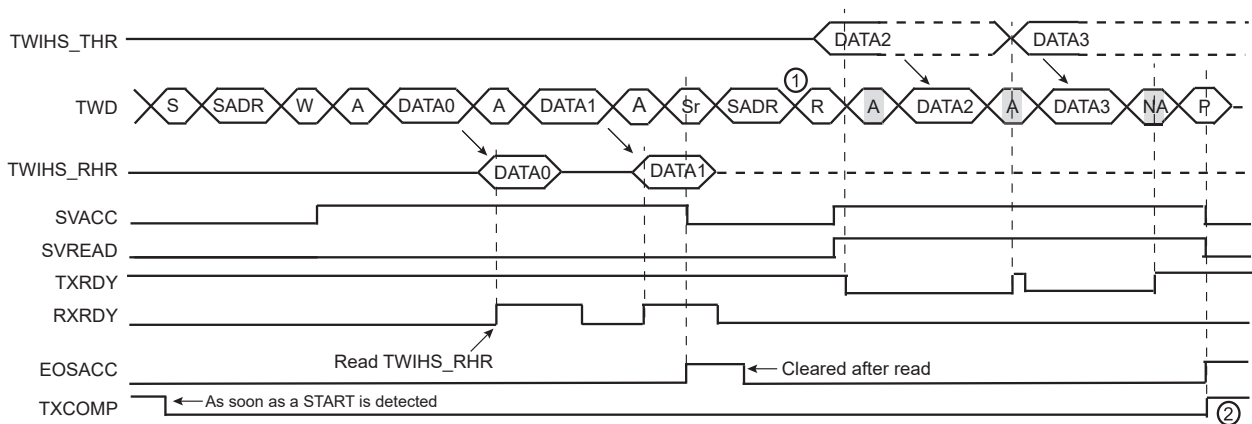 TWIHS_THR DATA2 DATA3
①
TWD S SADR W A DATA0 A DATA1 A Sr SADR R A DATA2 A DATA3 NA P
TWIHS_RHR DATA0 DATA1
SVACC
SVREAD
TXRDY
RXRDY
Read TWIHS_RHR
EOSACC Cleared after read
TXCOMP As soon as a START is detected ②